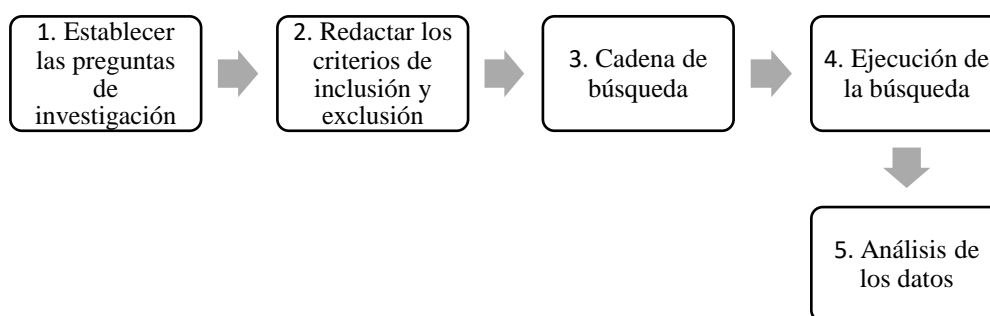 1. Establecer
las preguntas
de
investigación
2. Redactar los
criterios de
inclusión y
exclusión
3. Cadena de
búsqueda
4. Ejecución de
la búsqueda
5. Análisis de
los datos